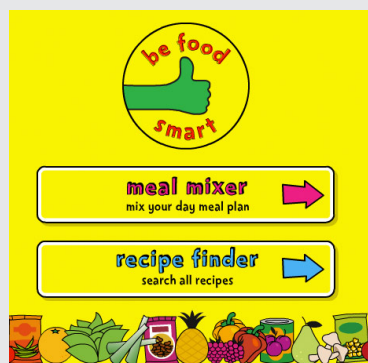 be food
smart
meal mixer
mix your day meal plan
recipe finder
search all recipes